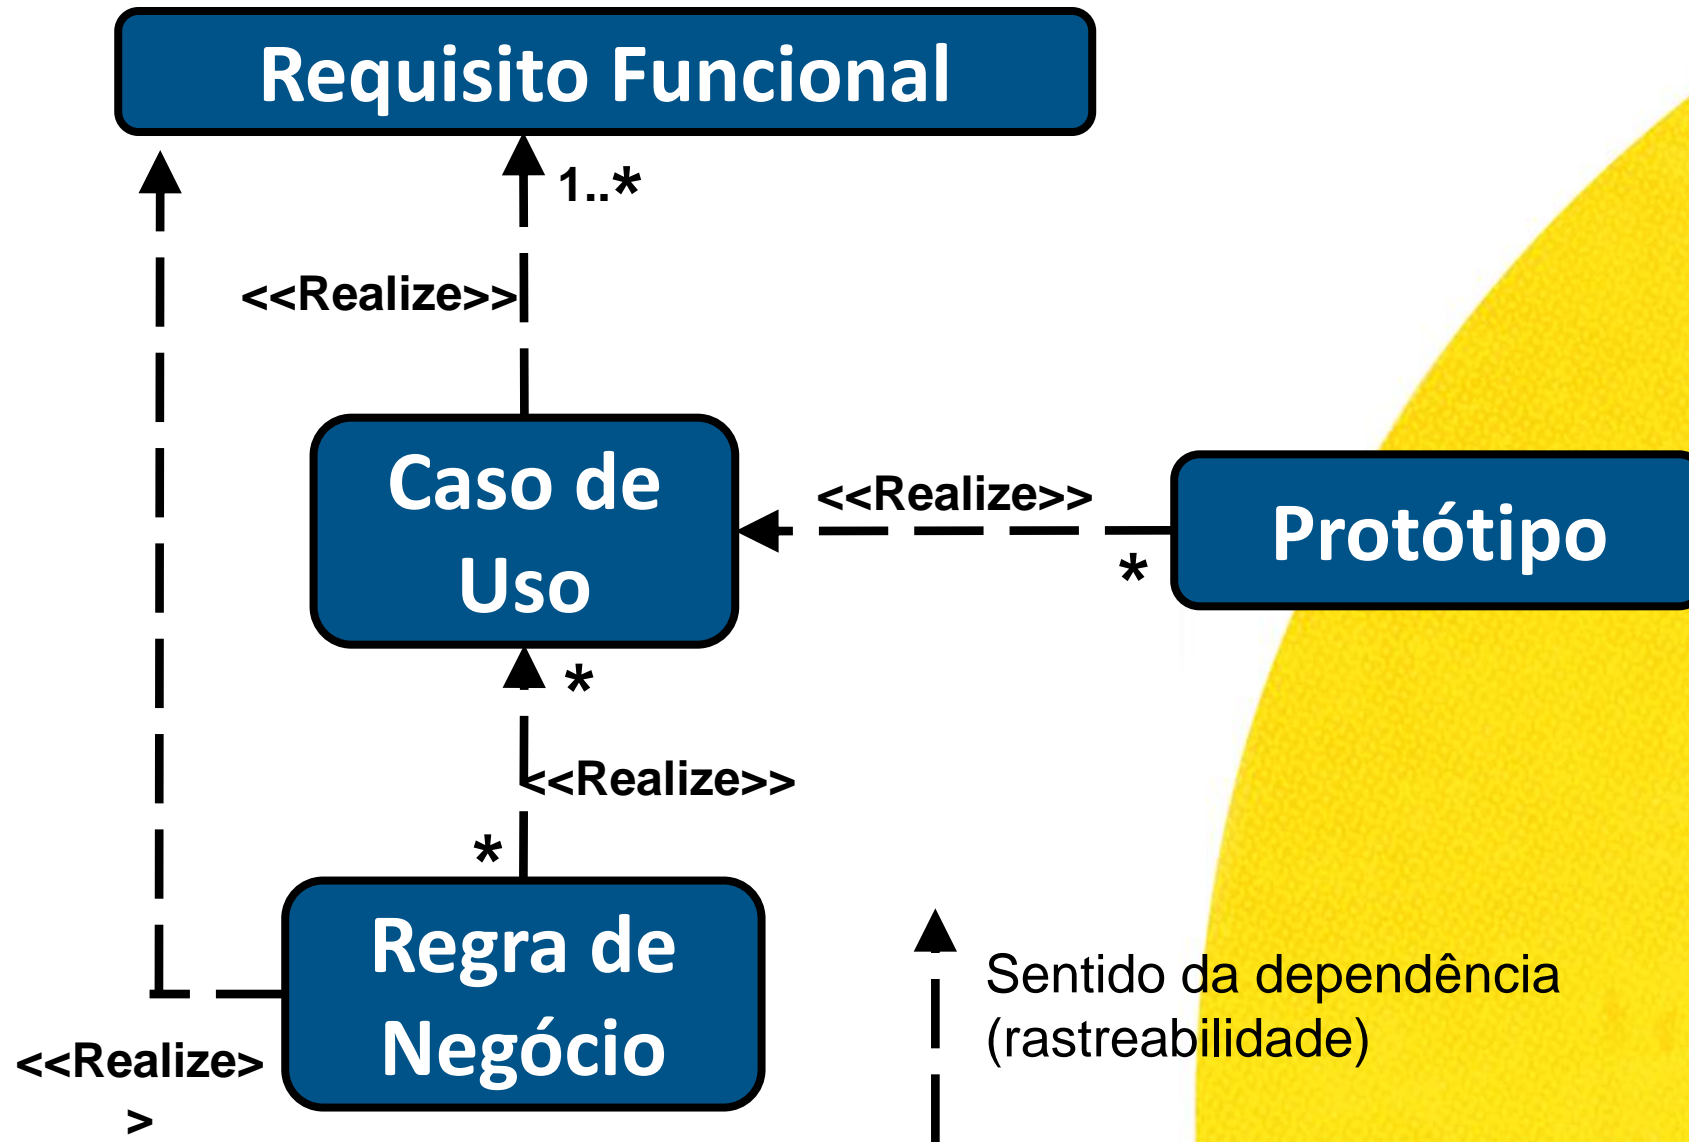 Requisito Funcional
1..*
<<Realize>>
Caso de
Uso
<<Realize>>
Protótipo
*
*
<<Realize>>
*
Regra de
Negócio
<<Realize>
>
Sentido da dependência
(rastreabilidade)